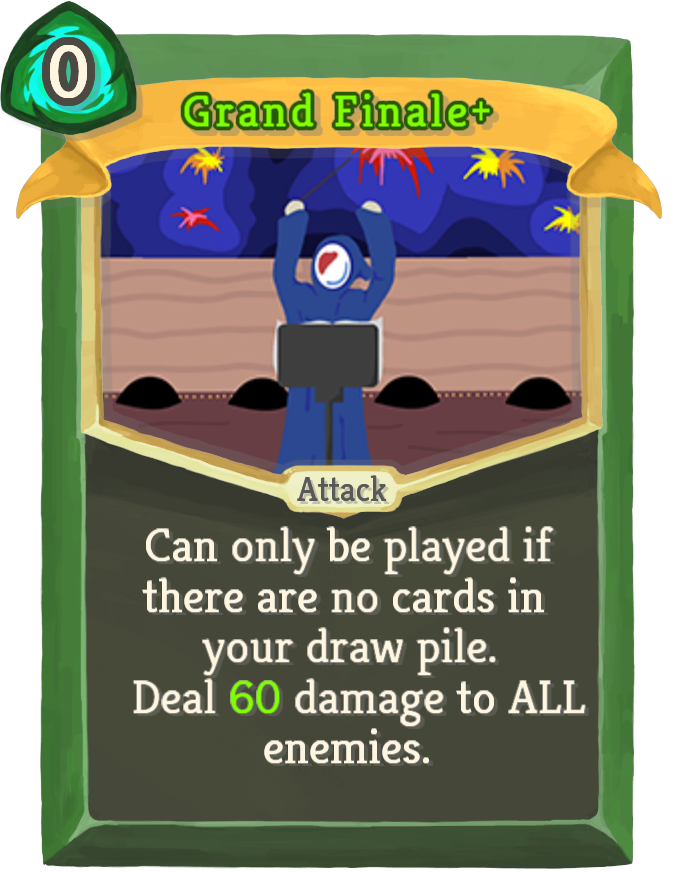 0
Grand Finale+
Attack
Can only be played if
there are no cards in
your draw pile.
Deal 60 damage to ALL
enemies.